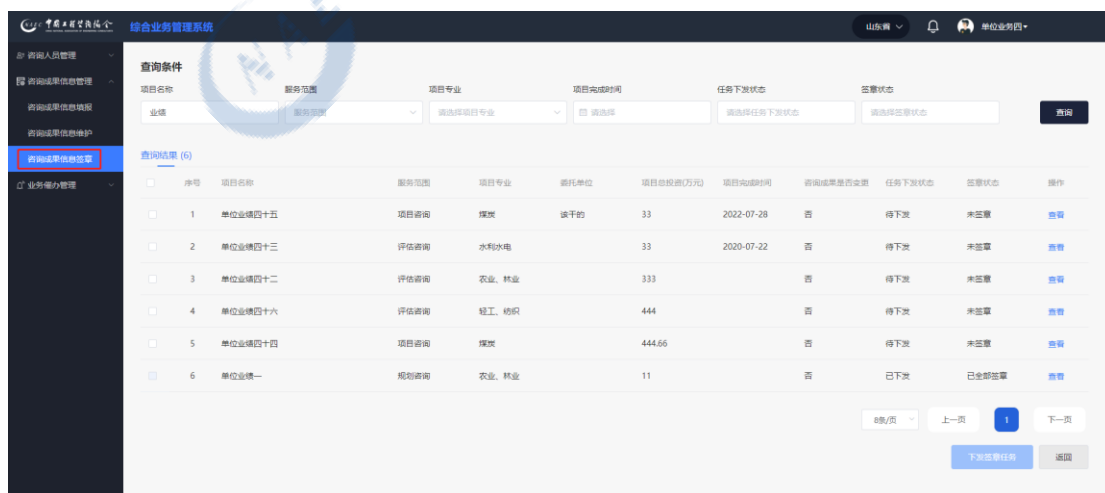 中国工程咨询协会 综合业务管理系统 山东省 单位业务四
咨询人员管理
咨询成果信息管理
咨询成果信息填报
咨询成果信息维护
咨询成果信息签章
业务催办管理
查询条件
项目名称 服务范围 项目专业 项目完成时间 任务下发状态 签章状态
业绩 服务范围 请选择项目专业 请选择 请选择任务下发状态 请选择签章状态 查询
查询结果 (6)
序号 项目名称 服务范围 项目专业 委托单位 项目总投资(万元) 项目完成时间 咨询成果是否变更 任务下发状态 签章状态 操作
1 单位业绩四十五 项目咨询 煤炭 该干的 33 2022-07-28 否 待下发 未签章 查看
2 单位业绩四十三 评估咨询 水利水电 33 2020-07-22 否 待下发 未签章 查看
3 单位业绩四十二 评估咨询 农业、林业 333 否 待下发 未签章 查看
4 单位业绩四十六 评估咨询 轻工、纺织 444 否 待下发 未签章 查看
5 单位业绩四十四 项目咨询 煤炭 444.66 否 待下发 未签章 查看
6 单位业绩一 规划咨询 农业、林业 11 否 已下发 已全部签章 查看
8条/页 上一页 1 下一页
下发签章任务 返回